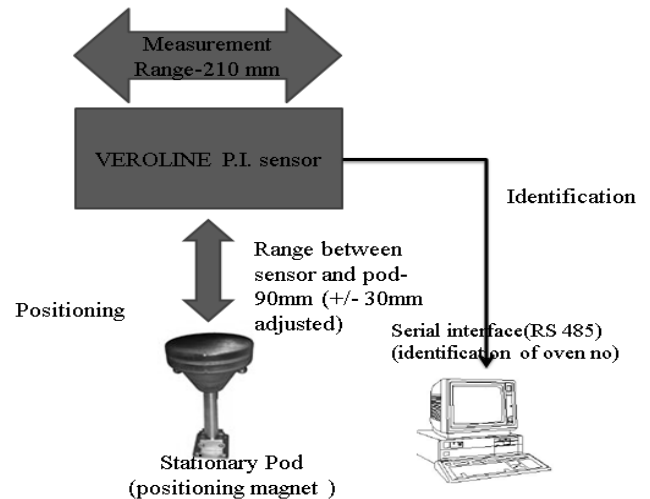 Measurement
Range-210 mm
VEROLINE P.I. sensor
Identification
Range between
sensor and pod-
90mm (+/- 30mm
adjusted)
Positioning
Serial interface(RS 485)
(identification of oven no)
Stationary Pod
(positioning magnet )